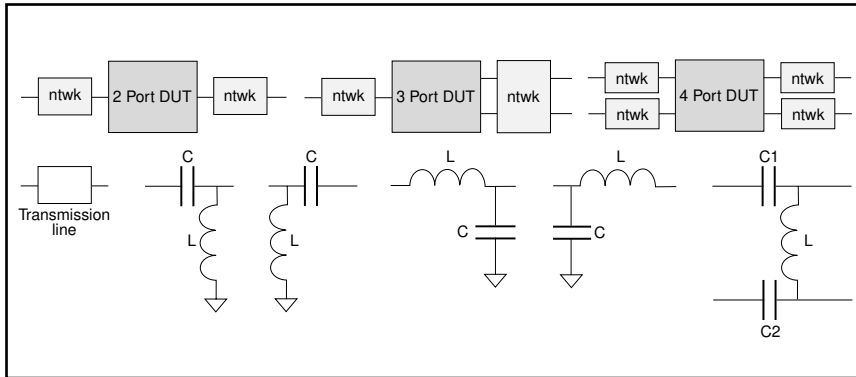 ntwk 2 Port DUT ntwk
ntwk 3 Port DUT ntwk
ntwk ntwk 4 Port DUT ntwk ntwk
Transmission
line
C
L
C
L
L
C
L
C
C1
L
C2